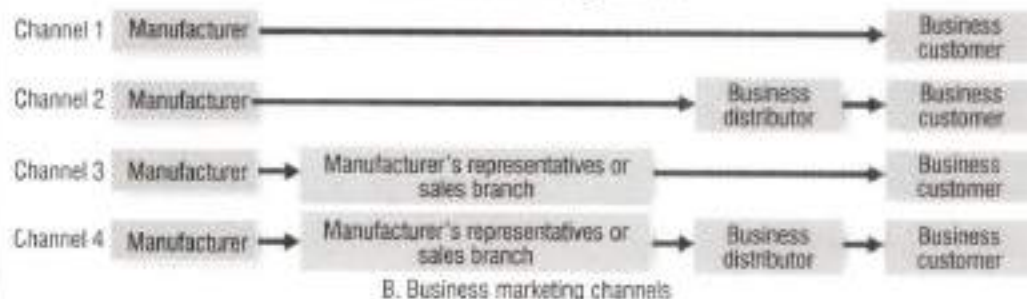 Channel 1 Manufacturer Business customer
Channel 2 Manufacturer Business distributor Business customer
Channel 3 Manufacturer Manufacturer's representatives or sales branch Business customer
Channel 4 Manufacturer Manufacturer's representatives or sales branch Business distributor Business customer
B. Business marketing channels